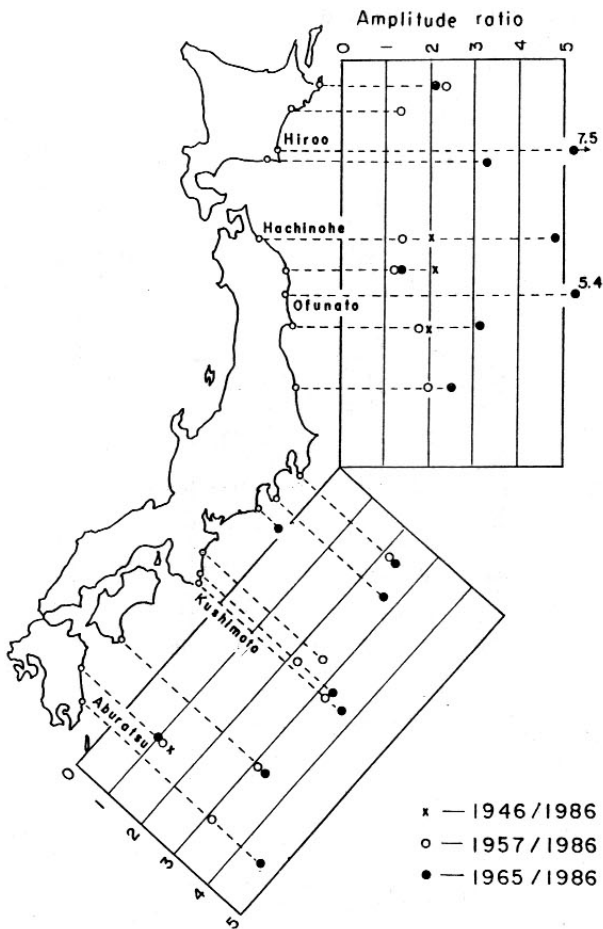 Amplitude ratio
0 1 2 3 4 5
7.5
Hiroo
Hachinohe
5.4
Ofunato
Kushimoto
Aburatsu
0
1
2
3
4
5
x — 1946/1986
○ — 1957/1986
● — 1965/1986